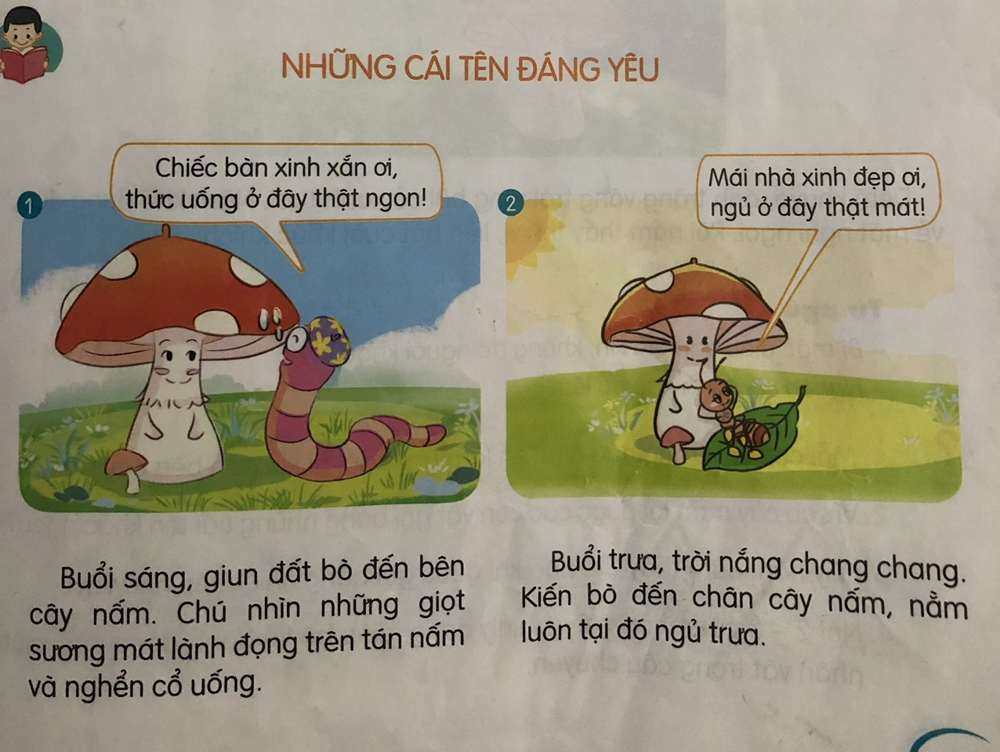 NHỮNG CÁI TÊN ĐÁNG YÊU
1
Chiếc bàn xinh xắn ơi,
thức uống ở đây thật ngon!
Buổi sáng, giun đất bò đến bên
cây nấm. Chú nhìn những giọt
sương mát lành đọng trên tán nấm
và nghển cổ uống.
2
Mái nhà xinh đẹp ơi,
ngủ ở đây thật mát!
Buổi trưa, trời nắng chang chang.
Kiến bò đến chân cây nấm, nằm
luôn tại đó ngủ trưa.